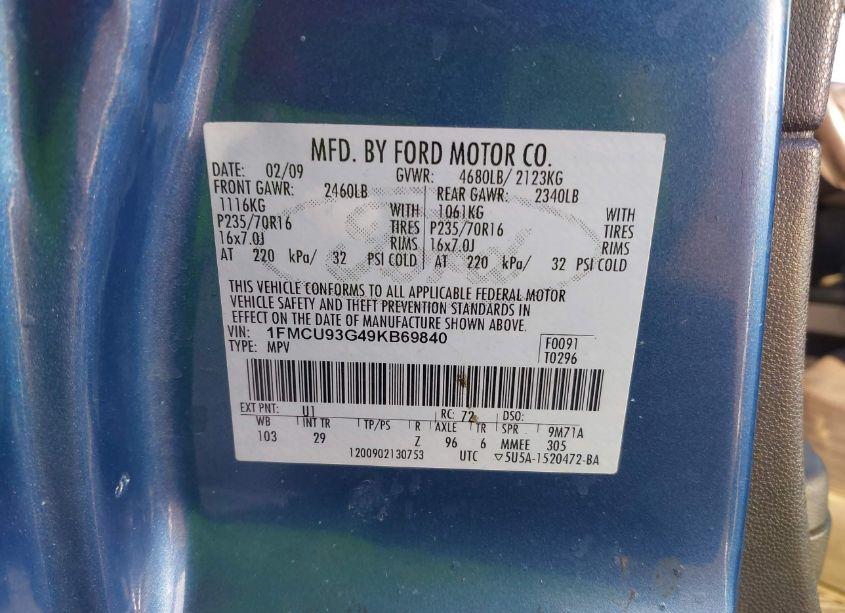 MFD. BY FORD MOTOR CO.
DATE: 02/09 GVWR: 4680LB/ 2123KG
FRONT GAWR: 2460LB REAR GAWR: 2340LB
1116KG WITH 1061KG WITH
P235/70R16 TIRES P235/70R16 TIRES
16x7.0J RIMS 16x7.0J RIMS
AT 220 kPa/ 32 PSI COLD AT 220 kPa/ 32 PSI COLD
Ford
THIS VEHICLE CONFORMS TO ALL APPLICABLE FEDERAL MOTOR
VEHICLE SAFETY AND THEFT PREVENTION STANDARDS IN
EFFECT ON THE DATE OF MANUFACTURE SHOWN ABOVE.
VIN: 1FMCU93G49KB69840 F0091
TYPE: MPV T0296
EXT PNT: U1 RC: 72 DSO:
WB INT TR TP/PS R AXLE TR SPR 9M71A
103 29 Z 96 6 MMEE 305
1200902130753 UTC ▽5U5A-1520472-BA